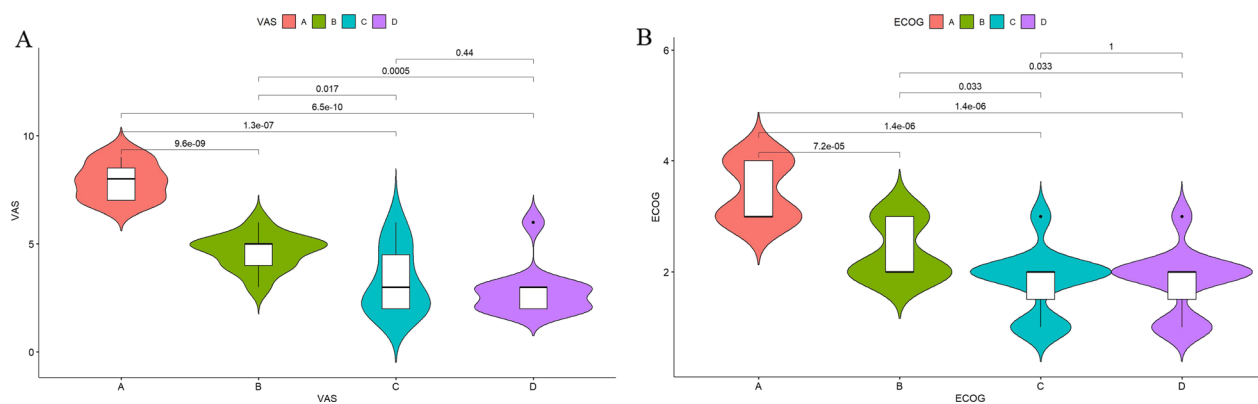 A
VAS A B C D
0.44
0.0005
0.017
6.5e-10
1.3e-07
9.6e-09
10
5
0
VAS
A B C D
VAS
B
ECOG A B C D
1
0.033
0.033
1.4e-06
1.4e-06
7.2e-05
6
4
2
ECOG
A B C D
ECOG